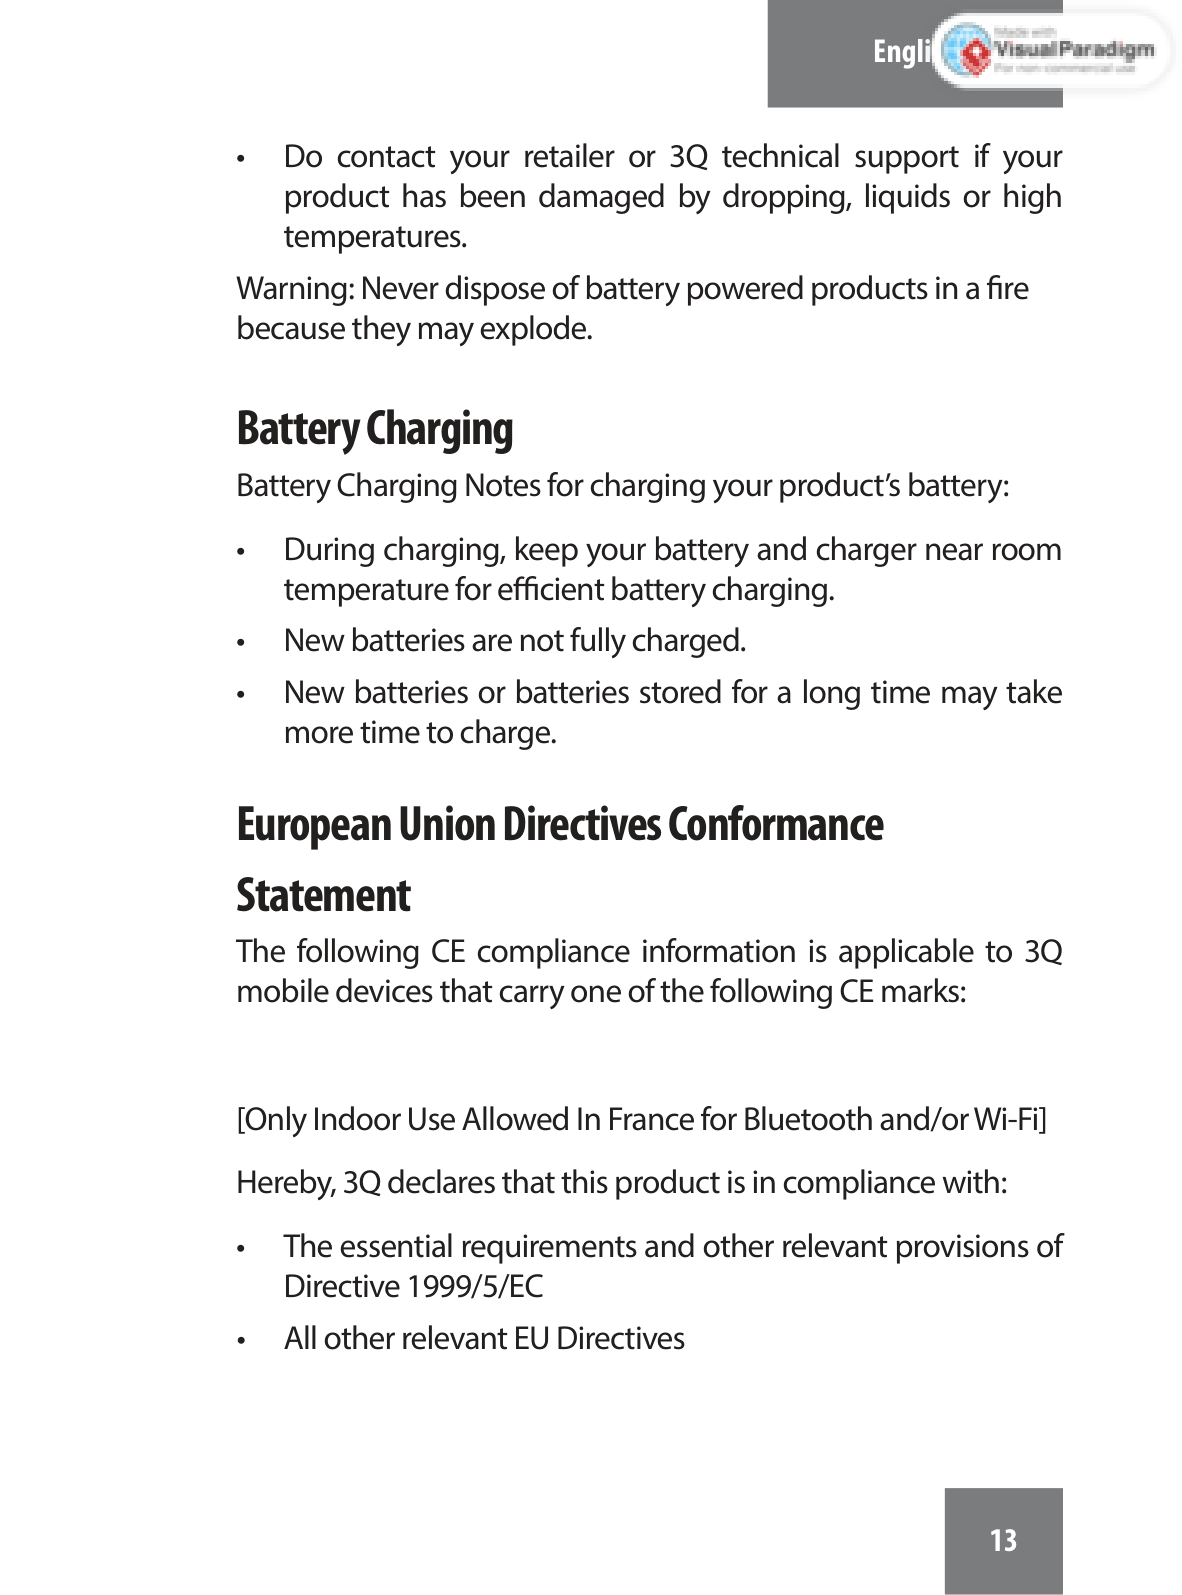 Made with
Visual Paradigm
For non-commercial use
• Do contact your retailer or 3Q technical support if your
product has been damaged by dropping, liquids or high
temperatures.
Warning: Never dispose of battery powered products in a fire
because they may explode.
Battery Charging
Battery Charging Notes for charging your product’s battery:
• During charging, keep your battery and charger near room
temperature for efficient battery charging.
• New batteries are not fully charged.
• New batteries or batteries stored for a long time may take
more time to charge.
European Union Directives Conformance
Statement
The following CE compliance information is applicable to 3Q
mobile devices that carry one of the following CE marks:
[Only Indoor Use Allowed In France for Bluetooth and/or Wi-Fi]
Hereby, 3Q declares that this product is in compliance with:
• The essential requirements and other relevant provisions of
Directive 1999/5/EC
• All other relevant EU Directives
13